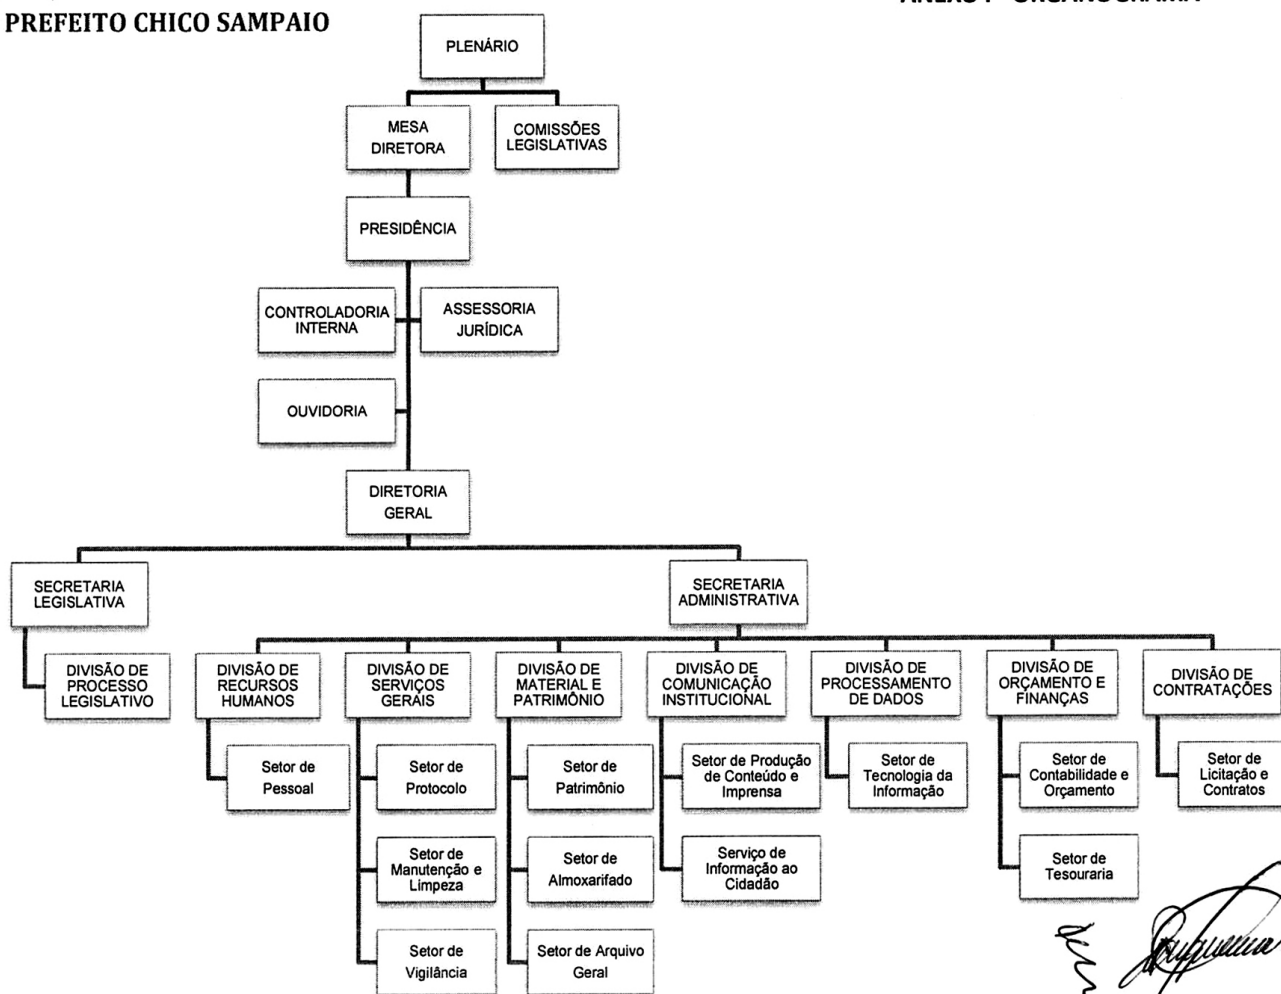 ANEXO I - ORGANOGRAMA
PREFEITO CHICO SAMPAIO
PLENÁRIO
MESA
DIRETORA
COMISSÕES
LEGISLATIVAS
PRESIDÊNCIA
CONTROLADORIA
INTERNA
ASSESSORIA
JURÍDICA
OUVIDORIA
DIRETORIA
GERAL
SECRETARIA
LEGISLATIVA
SECRETARIA
ADMINISTRATIVA
DIVISÃO DE
PROCESSO
LEGISLATIVO
DIVISÃO DE
RECURSOS
HUMANOS
DIVISÃO DE
SERVIÇOS
GERAIS
DIVISÃO DE
MATERIAL E
PATRIMÔNIO
DIVISÃO DE
COMUNICAÇÃO
INSTITUCIONAL
DIVISÃO DE
PROCESSAMENTO
DE DADOS
DIVISÃO DE
ORÇAMENTO E
FINANÇAS
DIVISÃO DE
CONTRATAÇÕES
Setor de
Pessoal
Setor de
Protocolo
Setor de
Patrimônio
Setor de Produção
de Conteúdo e
Imprensa
Setor de
Tecnologia da
Informação
Setor de
Contabilidade e
Orçamento
Setor de
Licitação e
Contratos
Setor de
Manutenção e
Limpeza
Setor de
Almoxarifado
Serviço de
Informação ao
Cidadão
Setor de
Tesouraria
Setor de
Vigilância
Setor de Arquivo
Geral